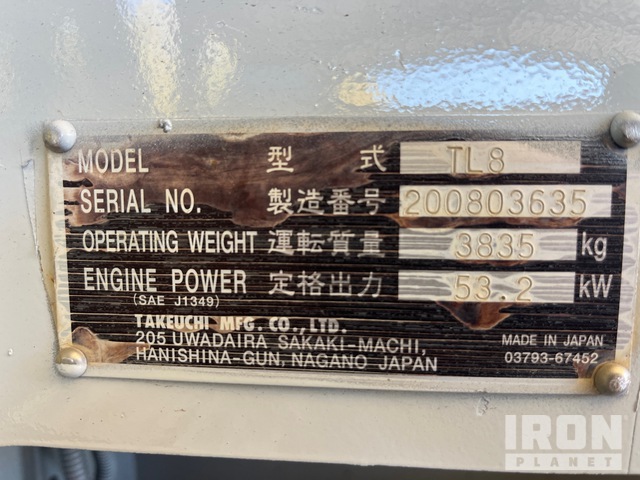 MODEL 型 式 TL8
SERIAL NO. 製造番号 200803635
OPERATING WEIGHT 運転質量 3835 kg
ENGINE POWER 定格出力 53.2 kW
(SAE J1349)
TAKEUCHI MFG. CO., LTD.
205 UWADAIRA SAKAKI-MACHI,
HANISHINA-GUN, NAGANO JAPAN
MADE IN JAPAN
03793-67452
IRON
PLANET